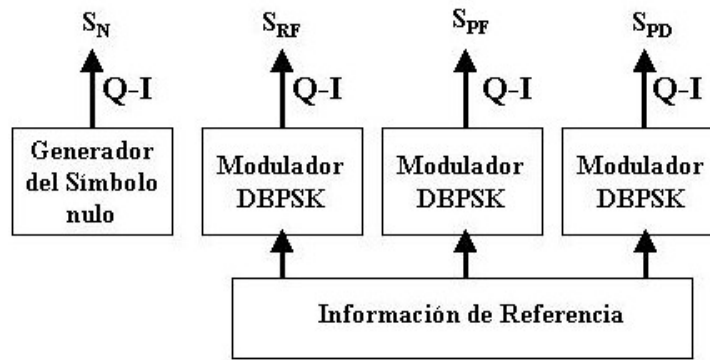 S_N S_RF S_PF S_PD
Q-I Q-I Q-I Q-I
Generador
del Símbolo
nulo
Modulador
DBPSK
Modulador
DBPSK
Modulador
DBPSK
Información de Referencia